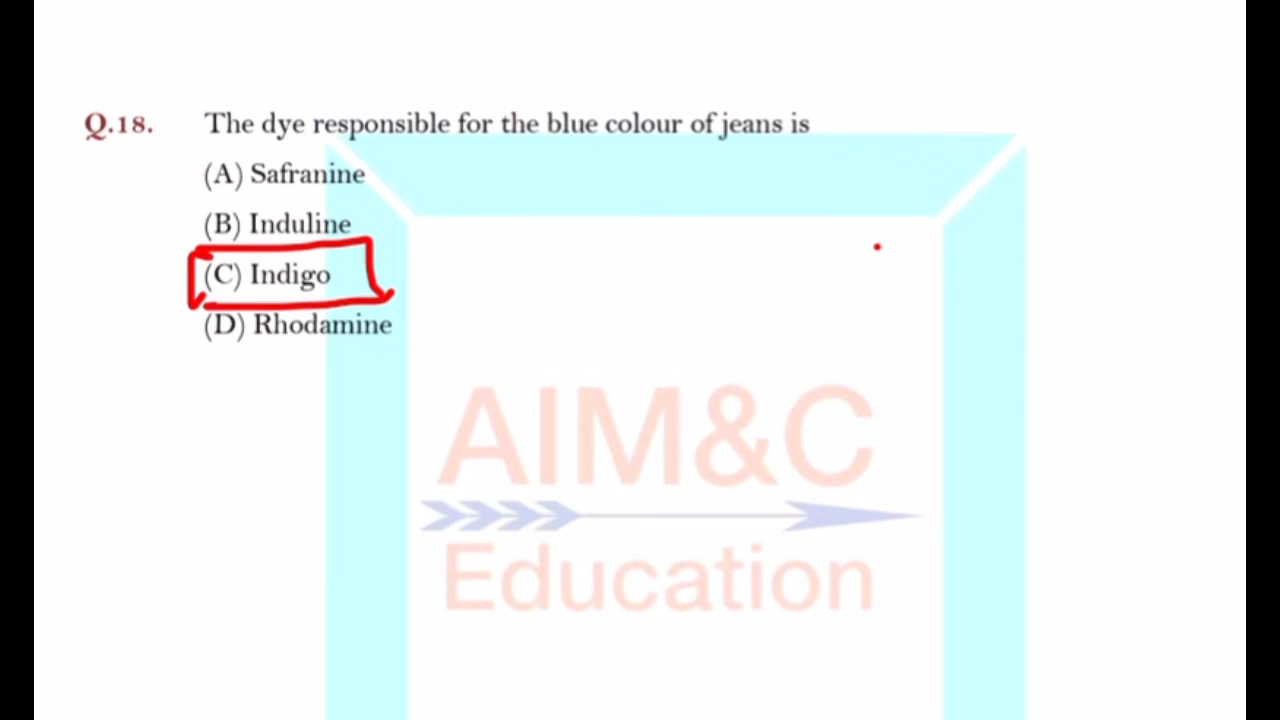 Q.18. The dye responsible for the blue colour of jeans is
(A) Safranine
(B) Induline
(C) Indigo
(D) Rhodamine
AIM&C
Education